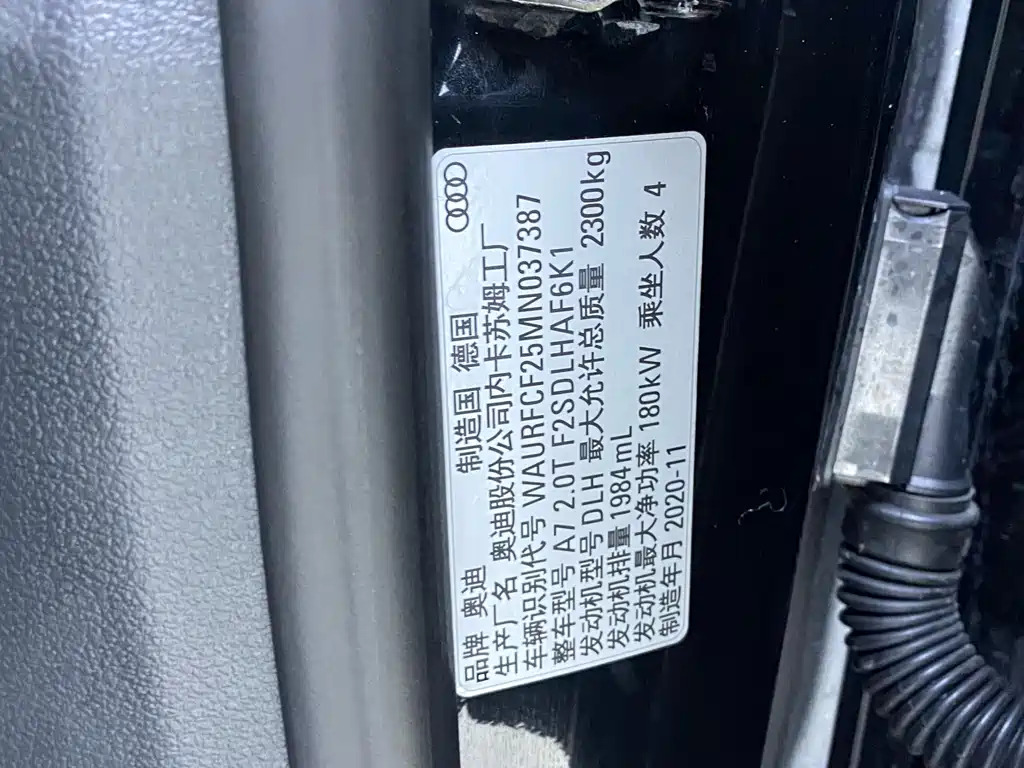 品牌 奥迪 制造国 德国
生产厂名 奥迪股份公司内卡苏姆工厂
车辆识别代号 WAURFCF25MN037387
整车型号 A7 2.0T F2SDLHAF6K1
发动机型号 DLH 最大允许总质量 2300kg
发动机排量 1984mL
发动机最大净功率 180kW 乘坐人数 4
制造年月 2020-11